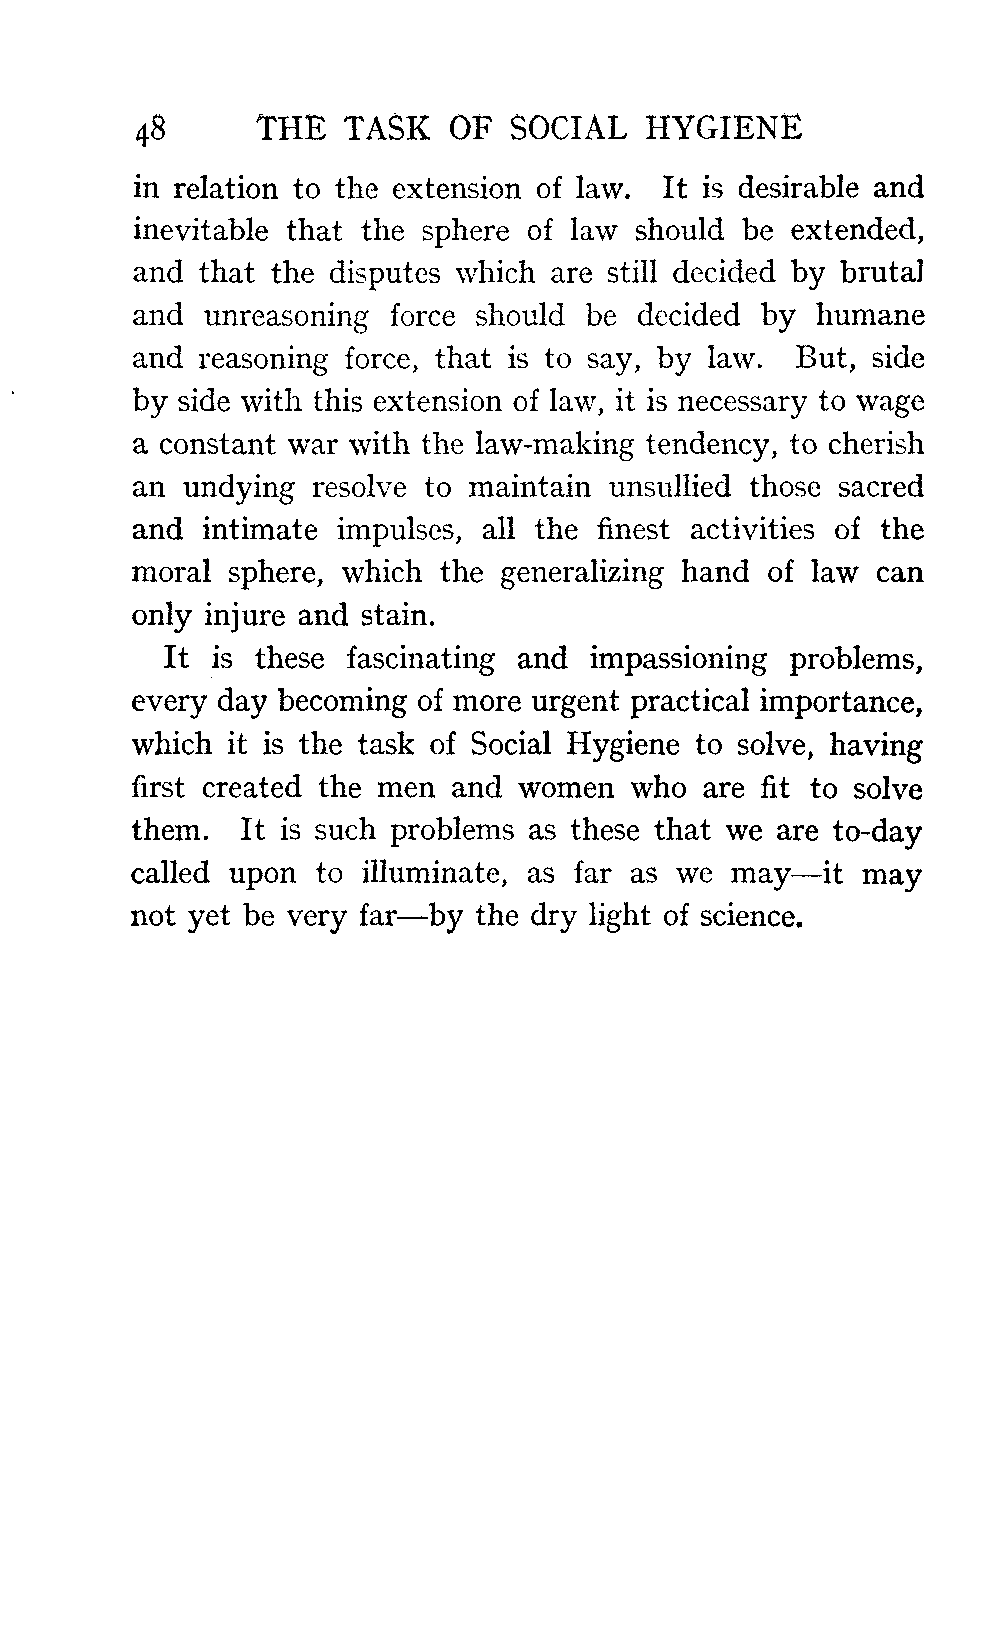 48 THE TASK OF SOCIAL HYGIENE
in relation to the extension of law. It is desirable and
inevitable that the sphere of law should be extended,
and that the disputes which are still decided by brutal
and unreasoning force should be decided by humane
and reasoning force, that is to say, by law. But, side
by side with this extension of law, it is necessary to wage
a constant war with the law-making tendency, to cherish
an undying resolve to maintain unsullied those sacred
and intimate impulses, all the finest activities of the
moral sphere, which the generalizing hand of law can
only injure and stain.
It is these fascinating and impassioning problems,
every day becoming of more urgent practical importance,
which it is the task of Social Hygiene to solve, having
first created the men and women who are fit to solve
them. It is such problems as these that we are to-day
called upon to illuminate, as far as we may—it may
not yet be very far—by the dry light of science.